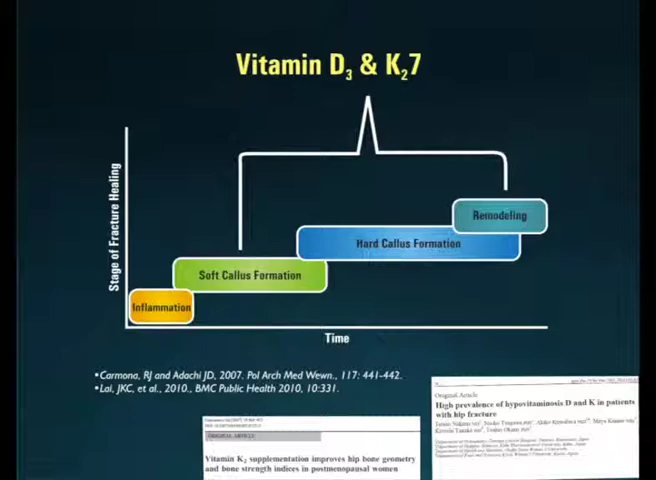 Vitamin D₃ & K₂7
Stage of Fracture Healing
Remodeling
Hard Callus Formation
Soft Callus Formation
Inflammation
Time
•Carmona, RJ and Adachi JD, 2007. Pol Arch Med Wewn., 117: 441-442.
•Lai, JKC, et al., 2010., BMC Public Health 2010, 10:331.
Original Article
High prevalence of hypovitaminosis D and K in patients
with hip fracture
ORIGINAL ARTICLE
Vitamin K₂ supplementation improves hip bone geometry
and bone strength indices in postmenopausal women